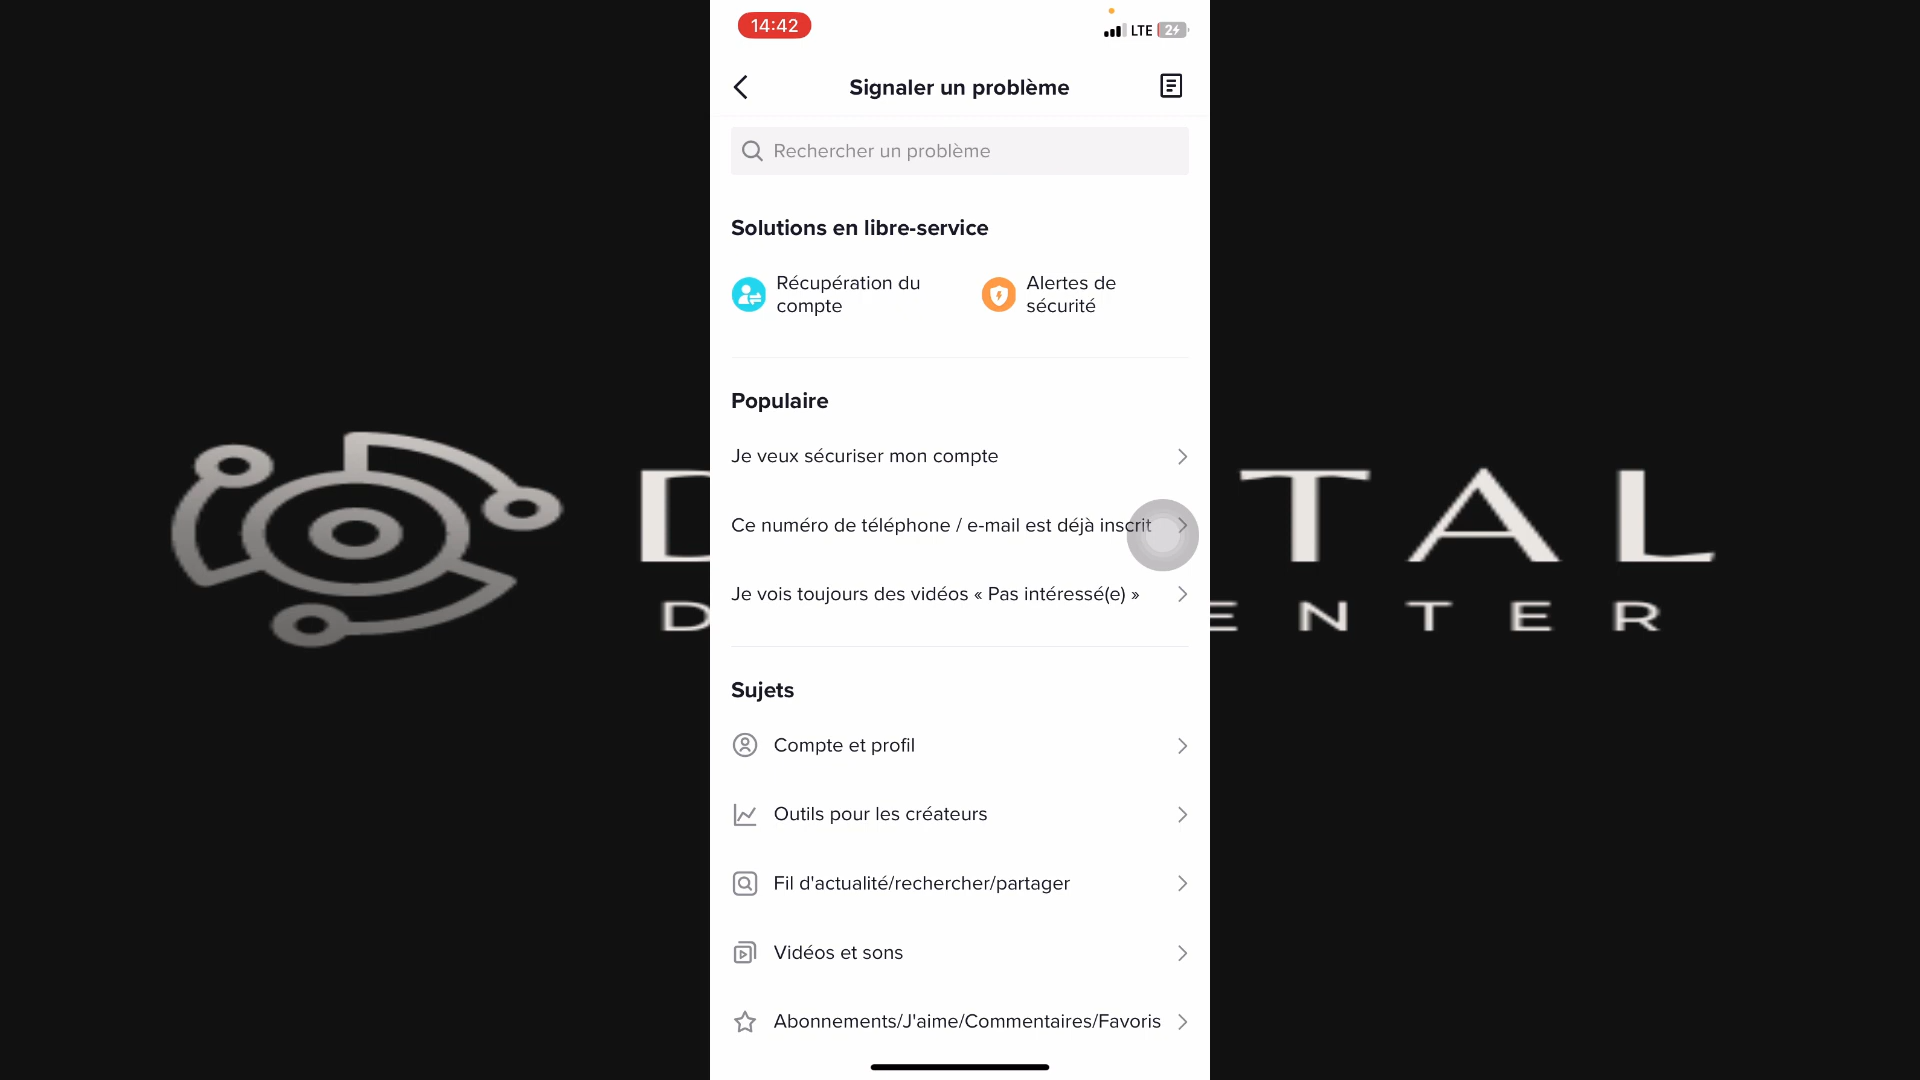 14:42
LTE 2
Signaler un problème
Rechercher un problème
Solutions en libre-service
Récupération du
compte
Alertes de
sécurité
Populaire
Je veux sécuriser mon compte
Ce numéro de téléphone / e-mail est déjà inscrit
Je vois toujours des vidéos « Pas intéressé(e) »
D TAL
D ENTER
Sujets
Compte et profil
Outils pour les créateurs
Fil d'actualité/rechercher/partager
Vidéos et sons
Abonnements/J'aime/Commentaires/Favoris